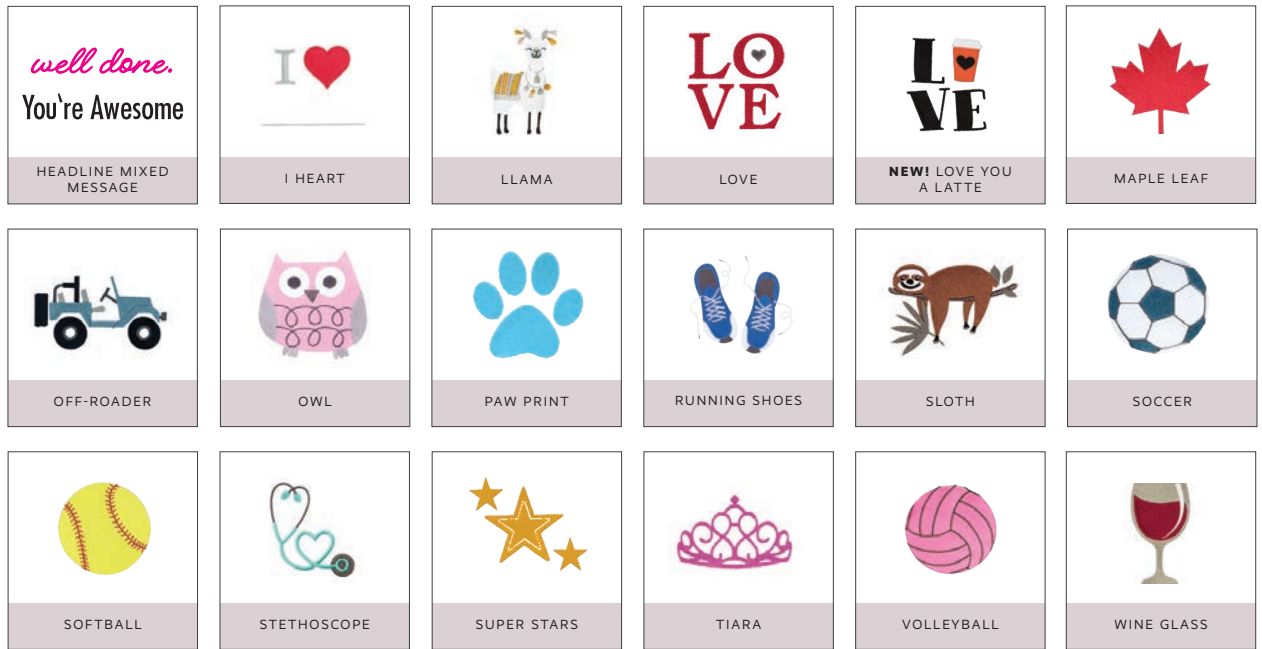 well done.
You're Awesome
HEADLINE MIXED
MESSAGE
I
I HEART
LLAMA
LO
VE
LOVE
L
VE
NEW! LOVE YOU
A LATTE
MAPLE LEAF
OFF-ROADER
OWL
PAW PRINT
RUNNING SHOES
SLOTH
SOCCER
SOFTBALL
STETHOSCOPE
SUPER STARS
TIARA
VOLLEYBALL
WINE GLASS